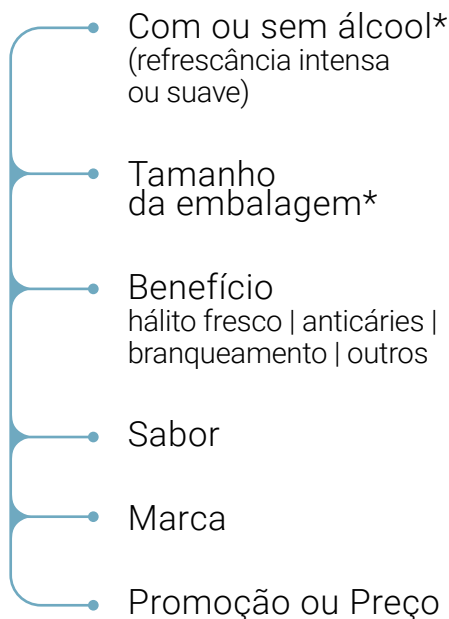 Com ou sem álcool*
(refrescância intensa
ou suave)
Tamanho
da embalagem*
Benefício
hálito fresco | anticáries |
branqueamento | outros
Sabor
Marca
Promoção ou Preço